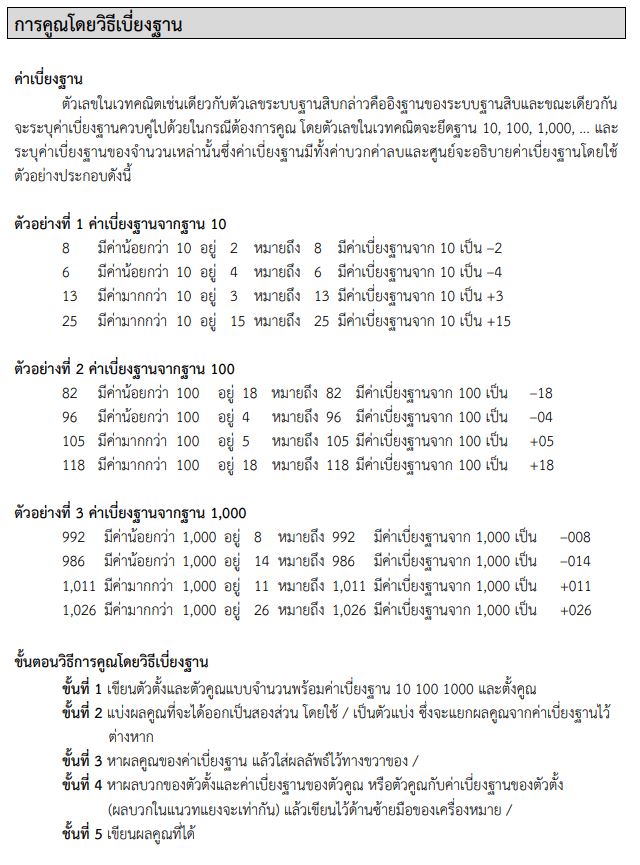 การคูณโดยวิธีเบี่ยงฐาน
ค่าเบี่ยงฐาน
ตัวเลขในเวทคณิตเช่นเดียวกับตัวเลขระบบฐานสิบกล่าวคืออิงฐานของระบบฐานสิบและขณะเดียวกัน
จะระบุค่าเบี่ยงฐานควบคู่ไปด้วยในกรณีต้องการคูณ โดยตัวเลขในเวทคณิตจะยึดฐาน 10, 100, 1,000, ... และ
ระบุค่าเบี่ยงฐานของจำนวนเหล่านั้นซึ่งค่าเบี่ยงฐานมีทั้งค่าบวกค่าลบและศูนย์จะอธิบายค่าเบี่ยงฐานโดยใช้
ตัวอย่างประกอบดังนี้
ตัวอย่างที่ 1 ค่าเบี่ยงฐานจากฐาน 10
8 มีค่าน้อยกว่า 10 อยู่ 2 หมายถึง 8 มีค่าเบี่ยงฐานจาก 10 เป็น –2
6 มีค่าน้อยกว่า 10 อยู่ 4 หมายถึง 6 มีค่าเบี่ยงฐานจาก 10 เป็น –4
13 มีค่ามากกว่า 10 อยู่ 3 หมายถึง 13 มีค่าเบี่ยงฐานจาก 10 เป็น +3
25 มีค่ามากกว่า 10 อยู่ 15 หมายถึง 25 มีค่าเบี่ยงฐานจาก 10 เป็น +15
ตัวอย่างที่ 2 ค่าเบี่ยงฐานจากฐาน 100
82 มีค่าน้อยกว่า 100 อยู่ 18 หมายถึง 82 มีค่าเบี่ยงฐานจาก 100 เป็น –18
96 มีค่าน้อยกว่า 100 อยู่ 4 หมายถึง 96 มีค่าเบี่ยงฐานจาก 100 เป็น –04
105 มีค่ามากกว่า 100 อยู่ 5 หมายถึง 105 มีค่าเบี่ยงฐานจาก 100 เป็น +05
118 มีค่ามากกว่า 100 อยู่ 18 หมายถึง 118 มีค่าเบี่ยงฐานจาก 100 เป็น +18
ตัวอย่างที่ 3 ค่าเบี่ยงฐานจากฐาน 1,000
992 มีค่าน้อยกว่า 1,000 อยู่ 8 หมายถึง 992 มีค่าเบี่ยงฐานจาก 1,000 เป็น –008
986 มีค่าน้อยกว่า 1,000 อยู่ 14 หมายถึง 986 มีค่าเบี่ยงฐานจาก 1,000 เป็น –014
1,011 มีค่ามากกว่า 1,000 อยู่ 11 หมายถึง 1,011 มีค่าเบี่ยงฐานจาก 1,000 เป็น +011
1,026 มีค่ามากกว่า 1,000 อยู่ 26 หมายถึง 1,026 มีค่าเบี่ยงฐานจาก 1,000 เป็น +026
ขั้นตอนวิธีการคูณโดยวิธีเบี่ยงฐาน
ขั้นที่ 1 เขียนตัวตั้งและตัวคูณแบบจำนวนพร้อมค่าเบี่ยงฐาน 10 100 1000 และตั้งคูณ
ขั้นที่ 2 แบ่งผลคูณที่จะได้ออกเป็นสองส่วน โดยใช้ / เป็นตัวแบ่ง ซึ่งจะแยกผลคูณจากค่าเบี่ยงฐานไว้
ต่างหาก
ขั้นที่ 3 หาผลคูณของค่าเบี่ยงฐาน แล้วใส่ผลลัพธ์ไว้ทางขวาของ /
ขั้นที่ 4 หาผลบวกของตัวตั้งและค่าเบี่ยงฐานของตัวคูณ หรือตัวคูณกับค่าเบี่ยงฐานของตัวตั้ง
(ผลบวกในแนวทแยงจะเท่ากัน) แล้วเขียนไว้ด้านซ้ายมือของเครื่องหมาย /
ชั้นที่ 5 เขียนผลคูณที่ได้